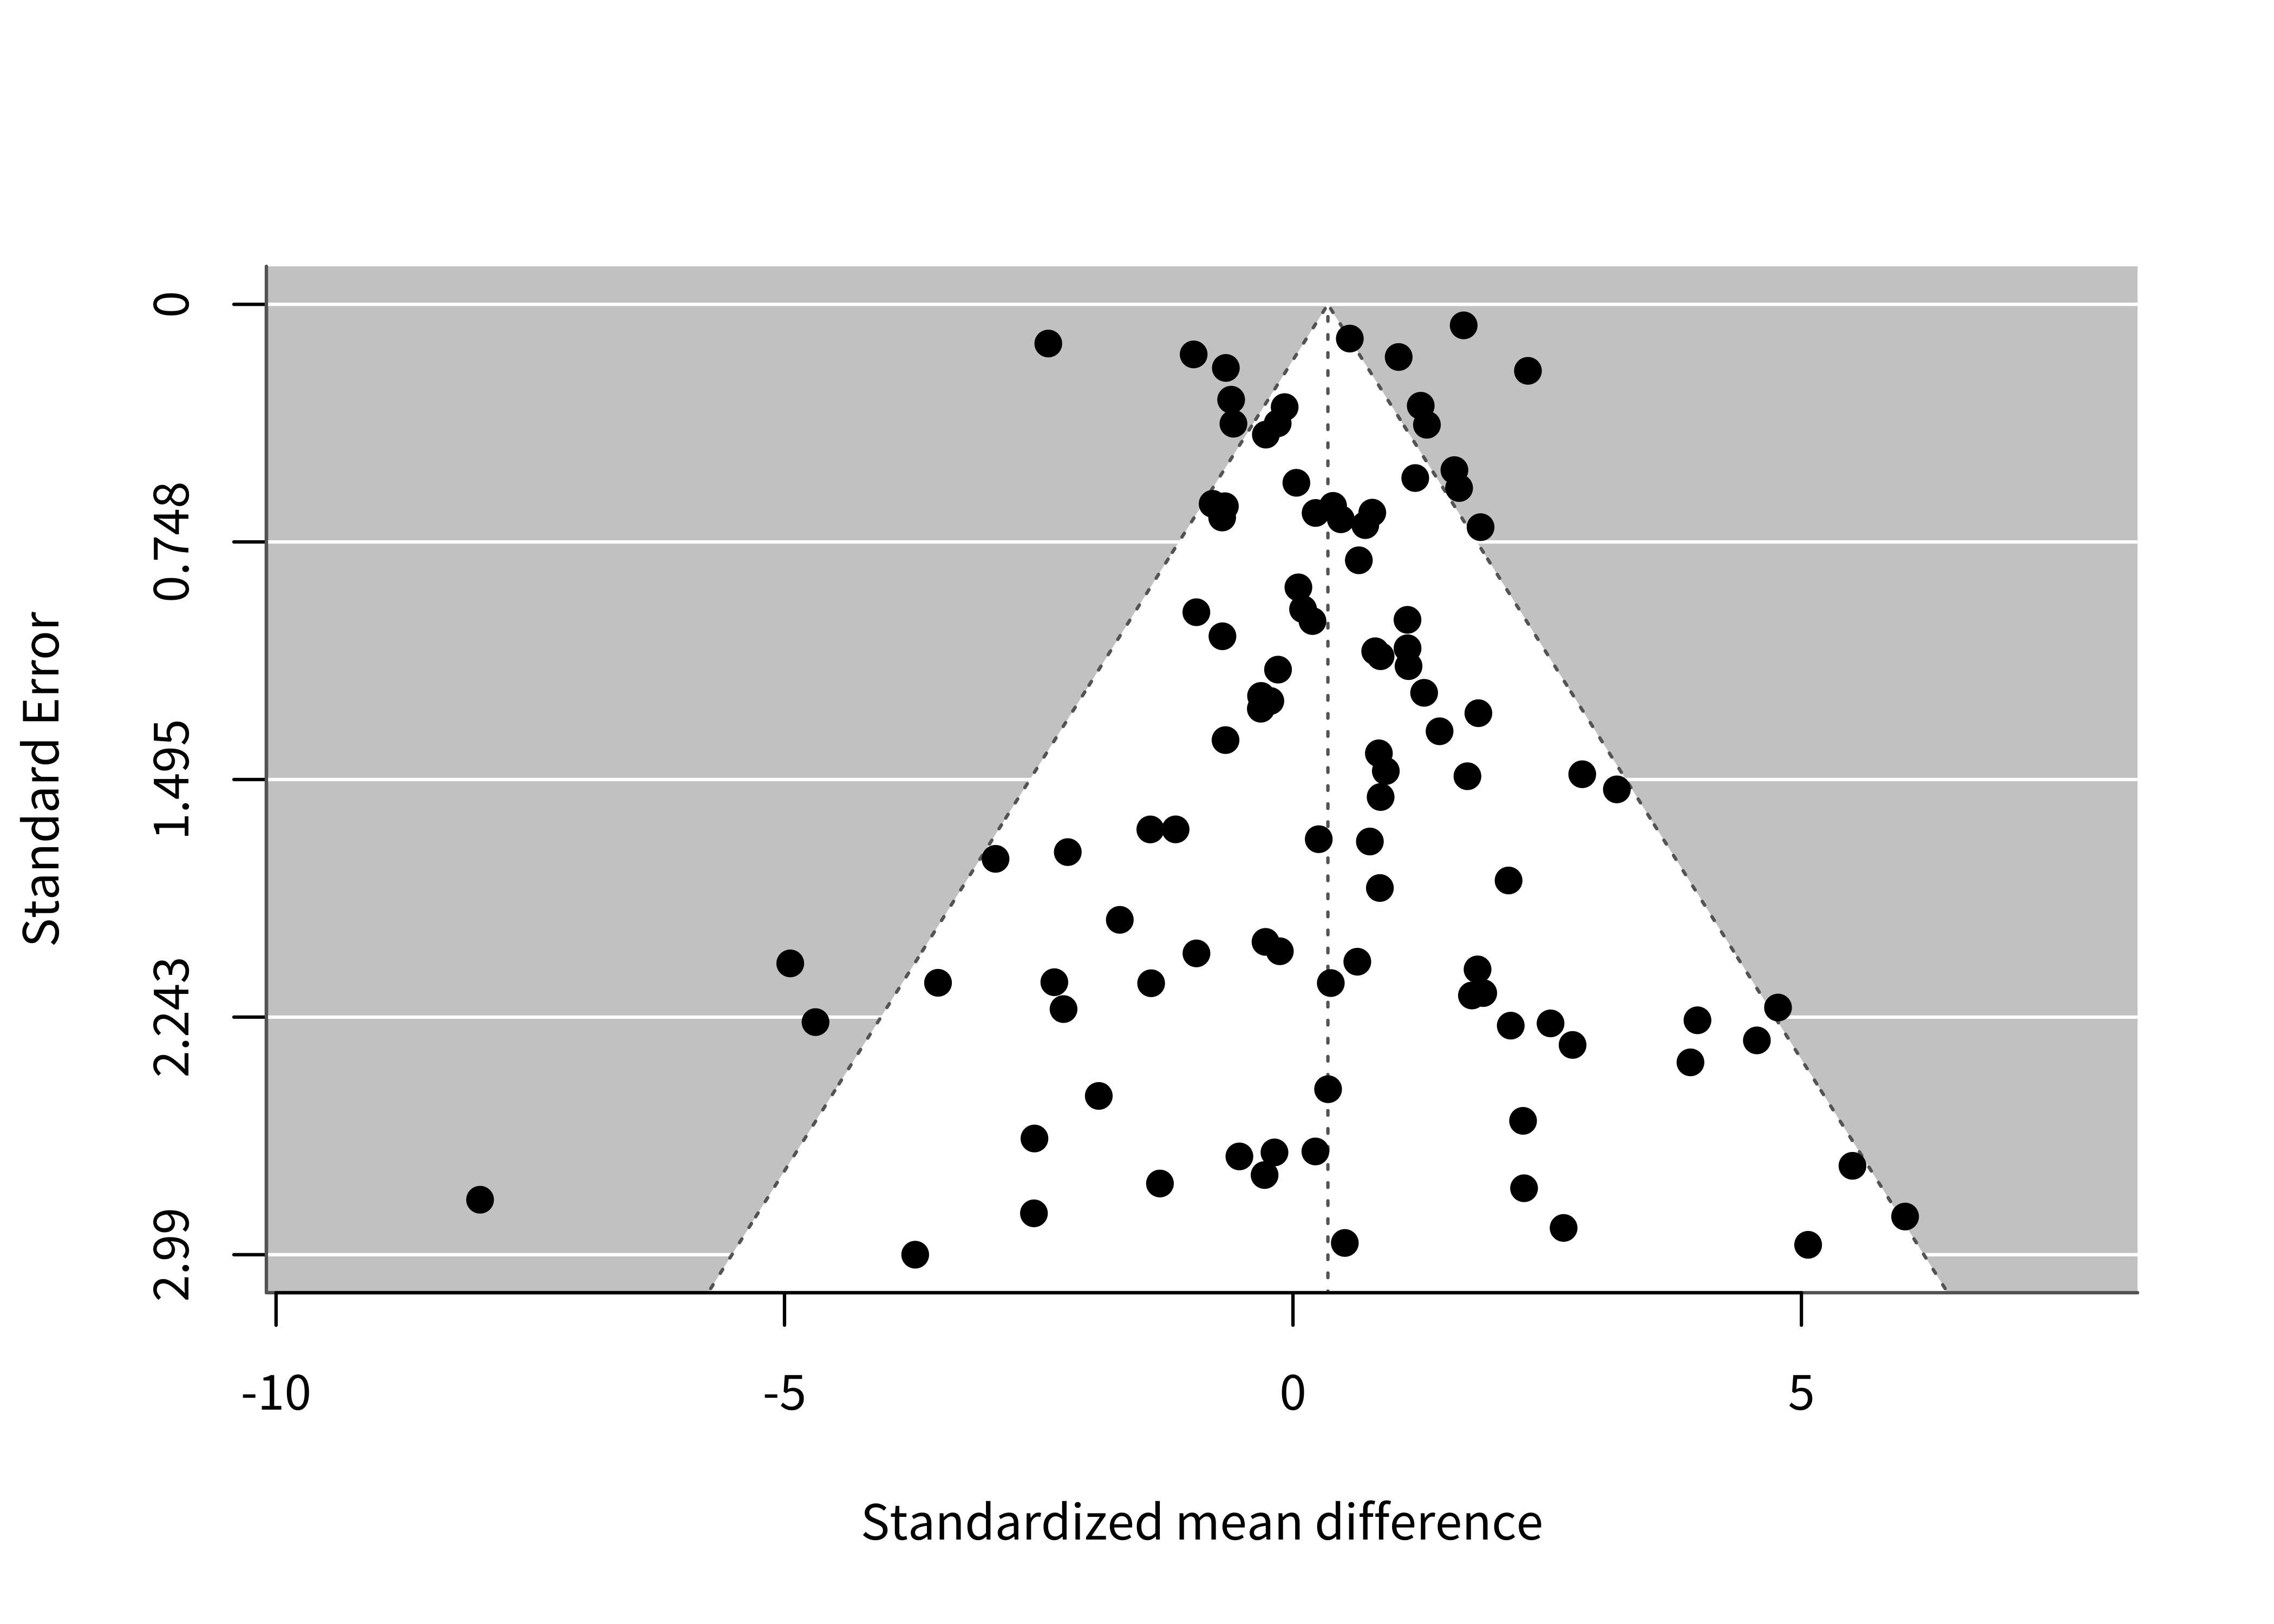 0
0.748
1.495
2.243
2.99
Standard Error
-10 -5 0 5
Standardized mean difference